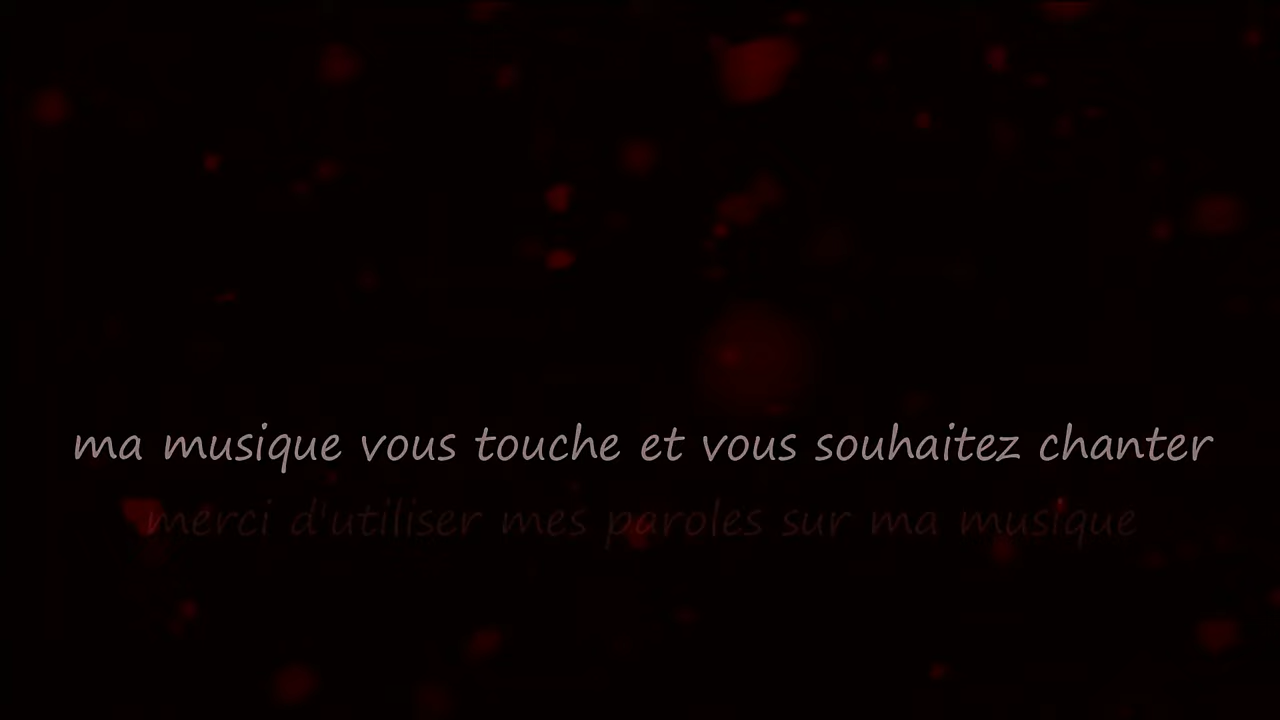 ma musique vous touche et vous souhaitez chanter
merci d'utiliser mes paroles sur ma musique